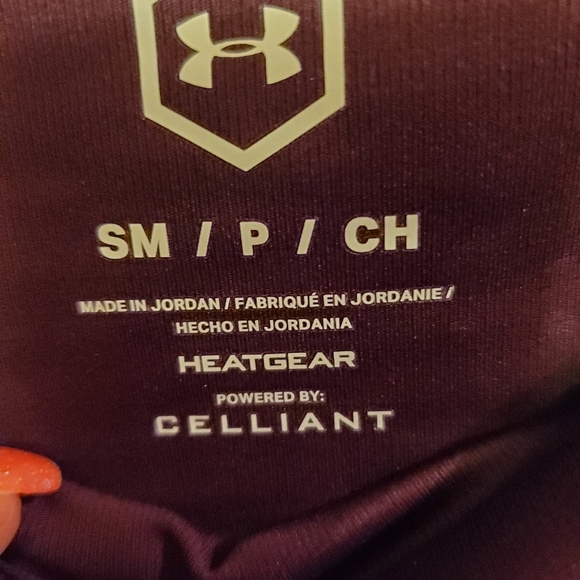 SM / P / CH
MADE IN JORDAN / FABRIQUÉ EN JORDANIE /
HECHO EN JORDANIA
HEATGEAR
POWERED BY:
CELLIANT